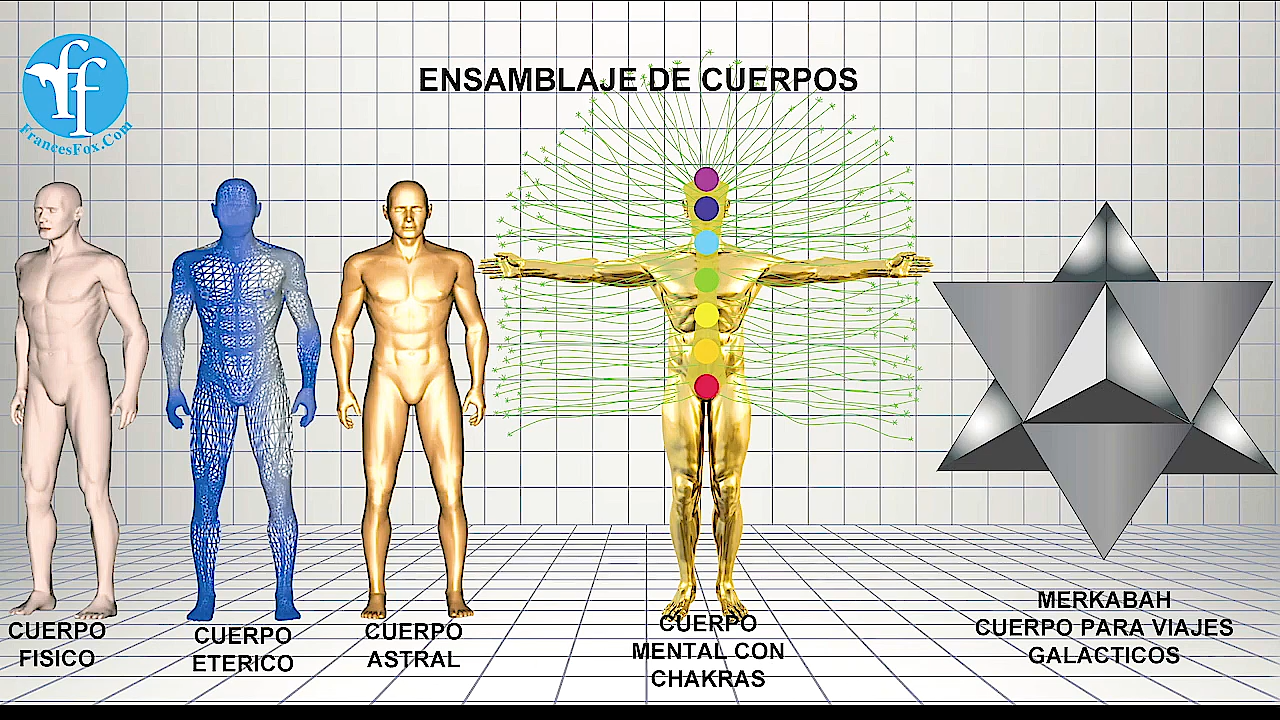 ENSAMBLAJE DE CUERPOS
ff
FrancesFox.Com
CUERPO
FISICO
CUERPO
ETERICO
CUERPO
ASTRAL
CUERPO
MENTAL CON
CHAKRAS
MERKABAH
CUERPO PARA VIAJES
GALACTICOS